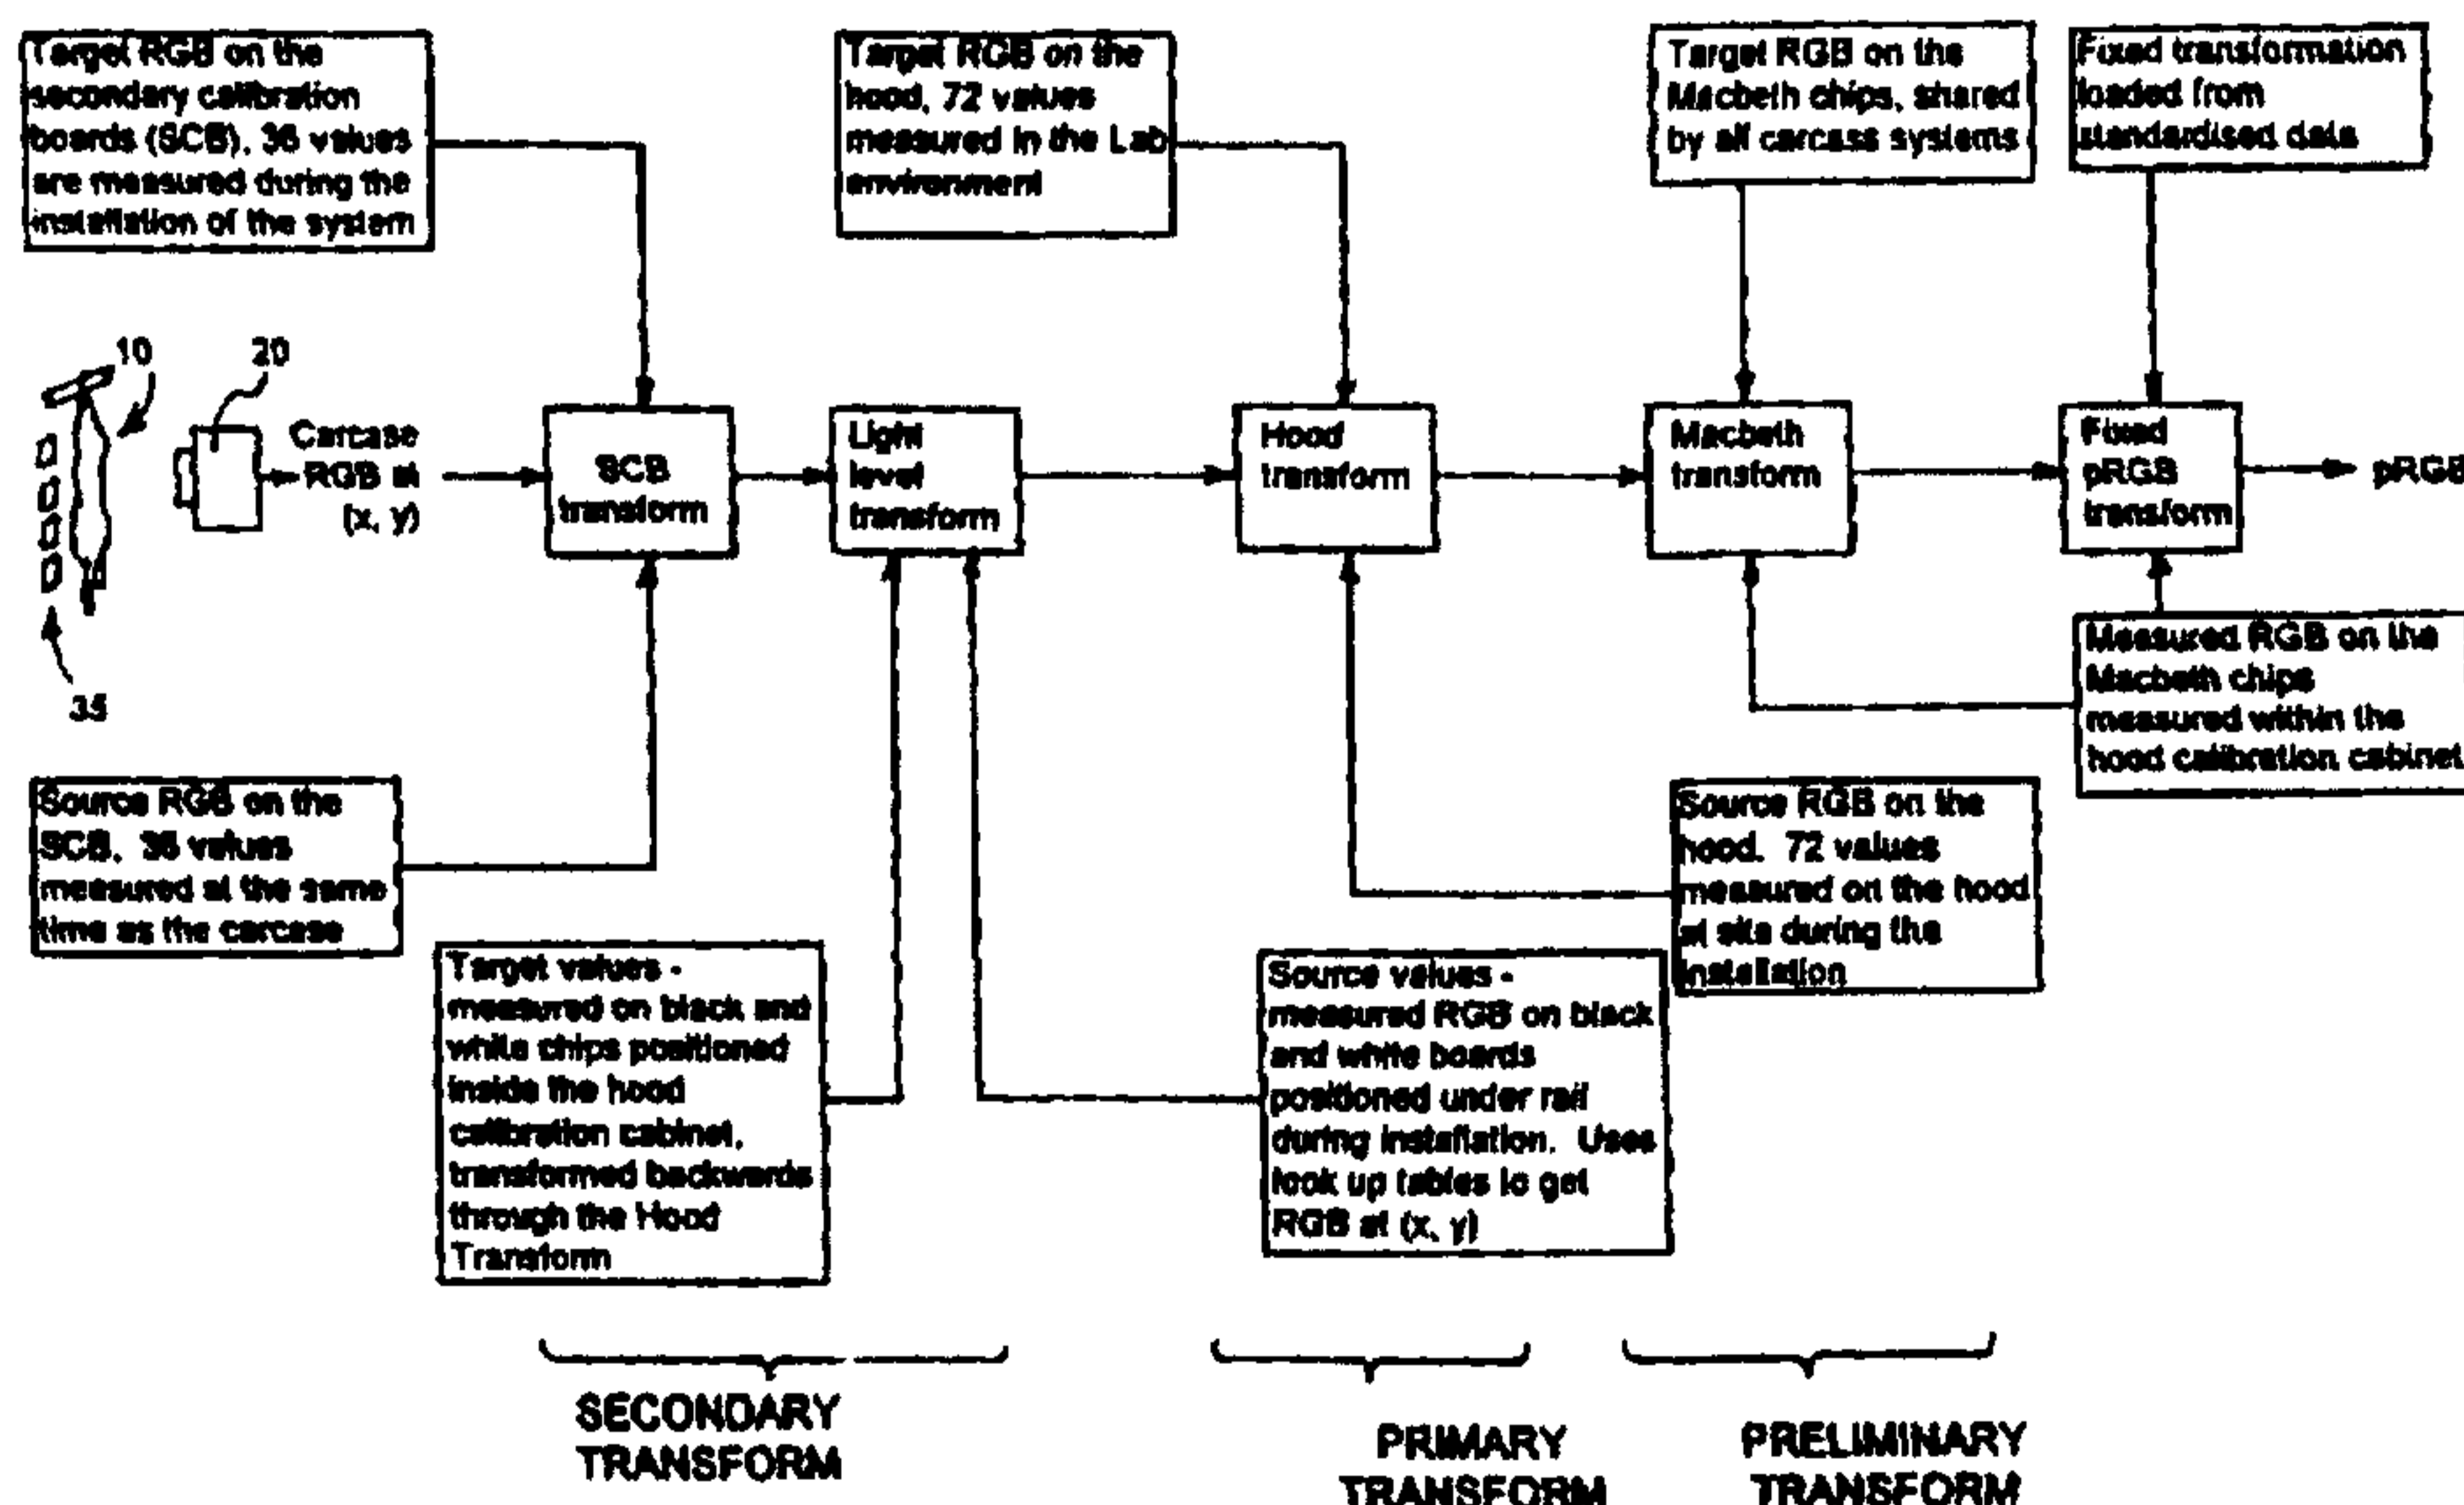 Target RGB on the
secondary calibration
boards (SCB), 36 values
are measured during the
installation of the system
Target RGB on the
hood, 72 values
measured in the Lab
environment
Target RGB on the
Macbeth chips, shared
by all carcass systems
Fixed transformation
loaded from
standardised data
10
20
35
Carcase
RGB at
(x, y)
SCB
transform
Light
level
transform
Hood
transform
Macbeth
transform
Fixed
pRGB
transform
pRGB
Measured RGB on the
Macbeth chips
measured within the
hood calibration cabinet
Source RGB on the
SCB. 36 values
measured at the same
time as the carcase
Target values -
measured on black and
white chips positioned
inside the hood
calibration cabinet,
transformed backwards
through the Hood
Transform
Source values -
measured RGB on black
and white boards
positioned under rail
during installation. Uses
look up tables to get
RGB at (x, y)
Source RGB on the
hood. 72 values
measured on the hood
at site during the
installation
SECONDARY
TRANSFORM
PRIMARY
TRANSFORM
PRELIMINARY
TRANSFORM